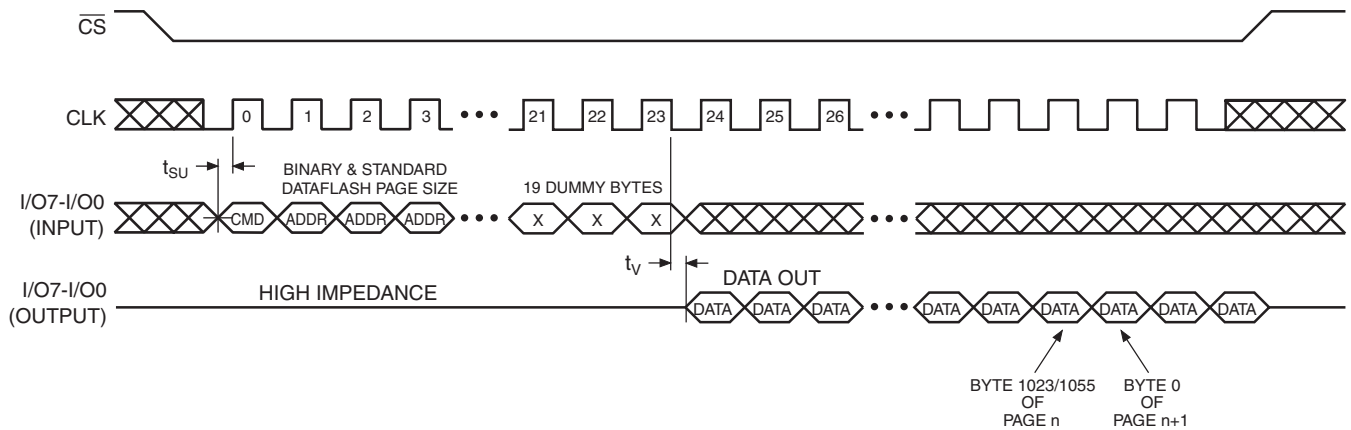 CS
CLK
0 1 2 3 ••• 21 22 23 24 25 26 •••
tSU
BINARY & STANDARD
DATAFLASH PAGE SIZE
19 DUMMY BYTES
I/O7-I/O0
(INPUT)
CMD ADDR ADDR ADDR ••• X X X •••
tV
DATA OUT
I/O7-I/O0
(OUTPUT)
HIGH IMPEDANCE
DATA DATA DATA ••• DATA DATA DATA DATA DATA DATA
BYTE 1023/1055
OF
PAGE n
BYTE 0
OF
PAGE n+1